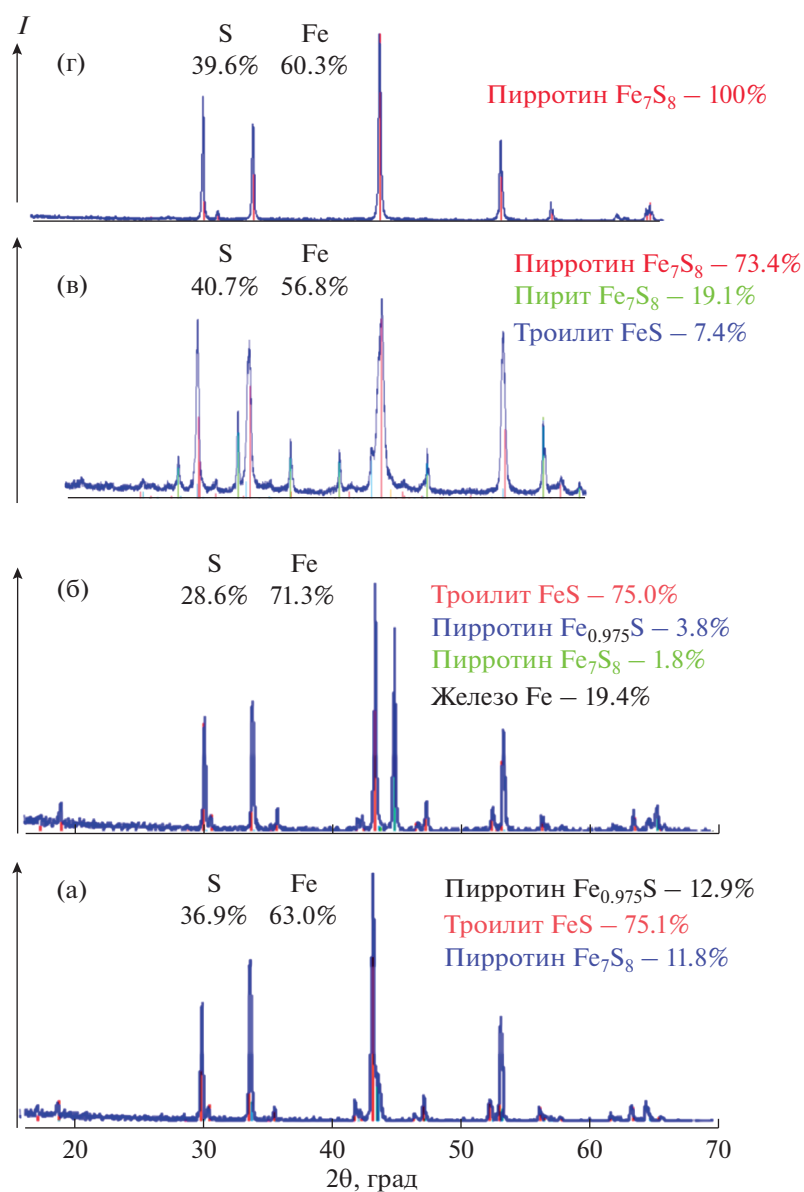 I
(г)
S Fe
39.6% 60.3%
Пирротин Fe₇S₈ – 100%
(в)
S Fe
40.7% 56.8%
Пирротин Fe₇S₈ – 73.4%
Пирит Fe₇S₈ – 19.1%
Троилит FeS – 7.4%
(б)
S Fe
28.6% 71.3%
Троилит FeS – 75.0%
Пирротин Fe₀.₉₇₅S – 3.8%
Пирротин Fe₇S₈ – 1.8%
Железо Fe – 19.4%
(а)
S Fe
36.9% 63.0%
Пирротин Fe₀.₉₇₅S – 12.9%
Троилит FeS – 75.1%
Пирротин Fe₇S₈ – 11.8%
20 30 40 50 60 70
2θ, град